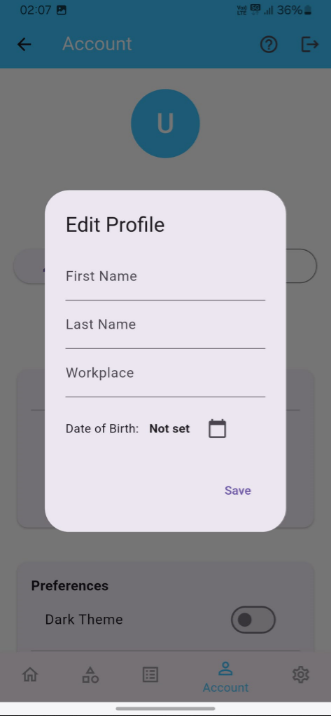 02:07 36%
Account
U
Edit Profile
First Name
Last Name
Workplace
Date of Birth: Not set
Save
Preferences
Dark Theme
Account